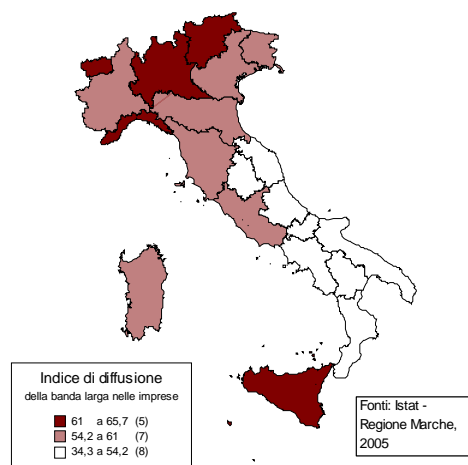 Indice di diffusione
della banda larga nelle imprese
61 a 65,7 (5)
54,2 a 61 (7)
34,3 a 54,2 (8)
Fonti: Istat -
Regione Marche,
2005